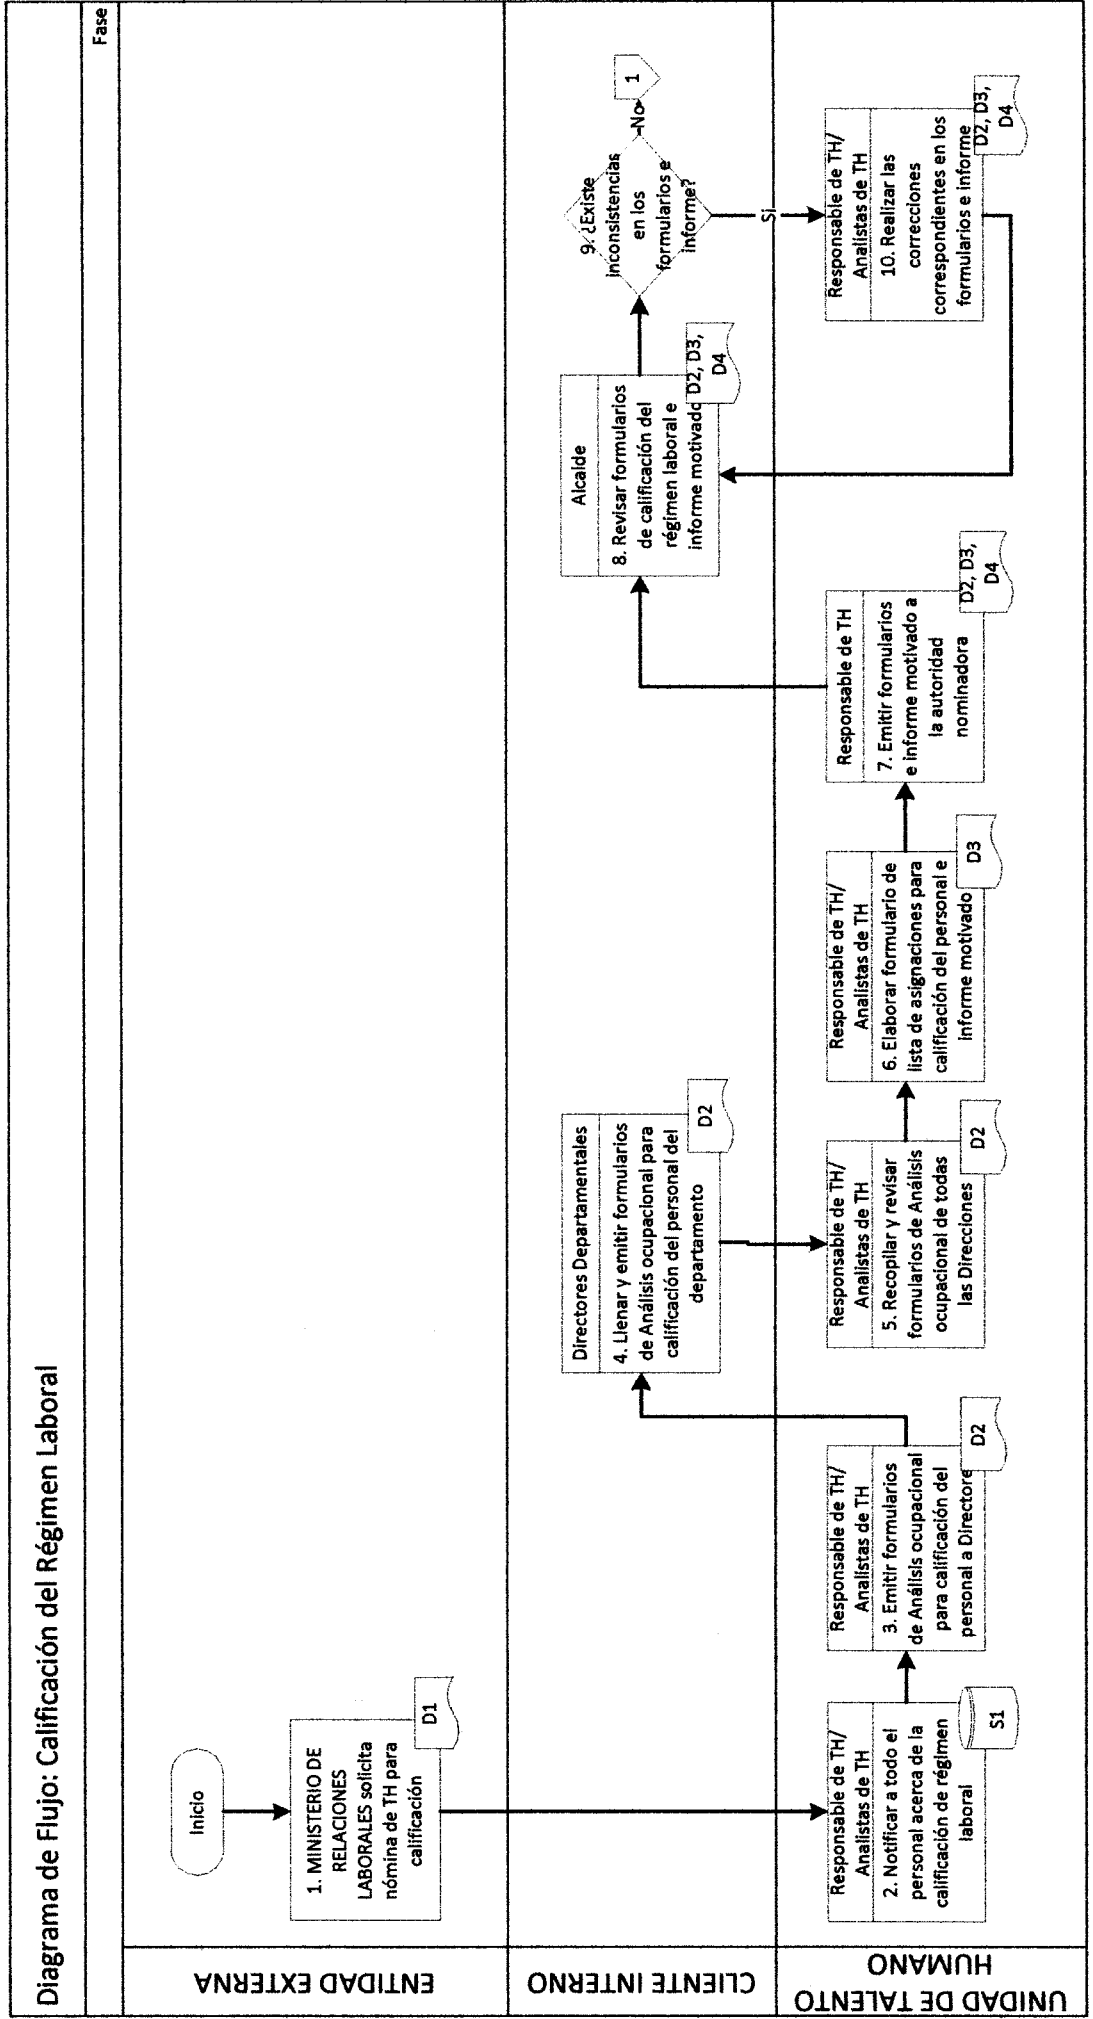 Diagrama de Flujo: Calificación del Régimen Laboral
Fase
ENTIDAD EXTERNA
Inicio
1. MINISTERIO DE
RELACIONES
LABORALES solicita
nómina de TH para
calificación
D1
CLIENTE INTERNO
Directores Departamentales
4. Llenar y emitir formularios
de Análisis ocupacional para
calificación del personal del
departamento
D2
Alcalde
8. Revisar formularios
de calificación del
régimen laboral e
informe motivado
D2, D3,
D4
9. ¿Existe
inconsistencias
en los
formularios e
informe?
No
1
Si
UNIDAD DE TALENTO
HUMANO
Responsable de TH/
Analistas de TH
2. Notificar a todo el
personal acerca de la
calificación de régimen
laboral
S1
Responsable de TH/
Analistas de TH
3. Emitir formularios
de Análisis ocupacional
para calificación del
personal a Directore
D2
Responsable de TH/
Analistas de TH
5. Recopilar y revisar
formularios de Análisis
ocupacional de todas
las Direcciones
D2
Responsable de TH/
Analistas de TH
6. Elaborar formulario de
lista de asignaciones para
calificación del personal e
informe motivado
D3
Responsable de TH
7. Emitir formularios
e informe motivado a
la autoridad
nominadora
D2, D3,
D4
Responsable de TH/
Analistas de TH
10. Realizar las
correcciones
correspondientes en los
formularios e informe
D2, D3,
D4